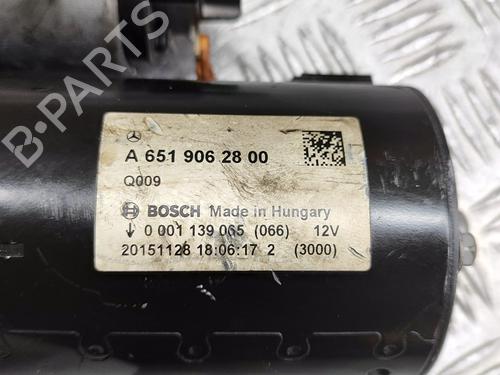 A 651 906 28 00
Q009
BOSCH Made in Hungary
0 001 139 065 (066) 12V
20151128 18:06:17 2 (3000)
B-PARTS